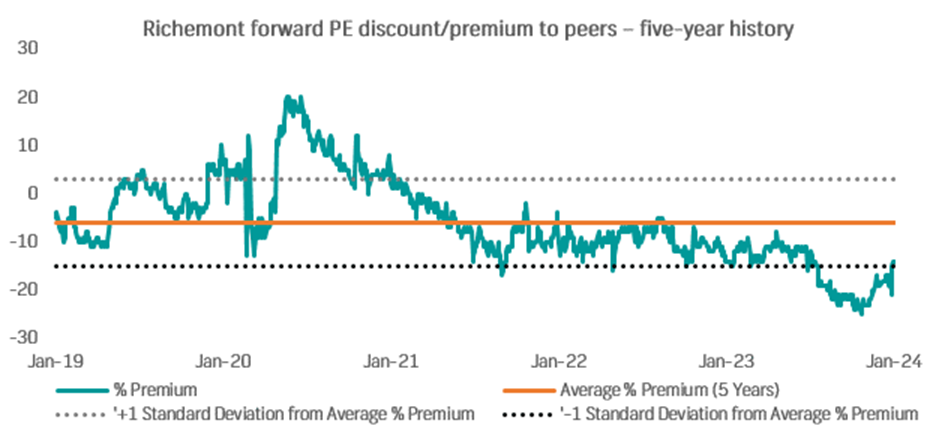 Richemont forward PE discount/premium to peers – five-year history
30
20
10
0
-10
-20
-30
Jan-19 Jan-20 Jan-21 Jan-22 Jan-23 Jan-24
% Premium Average % Premium (5 Years)
'+1 Standard Deviation from Average % Premium '–1 Standard Deviation from Average % Premium